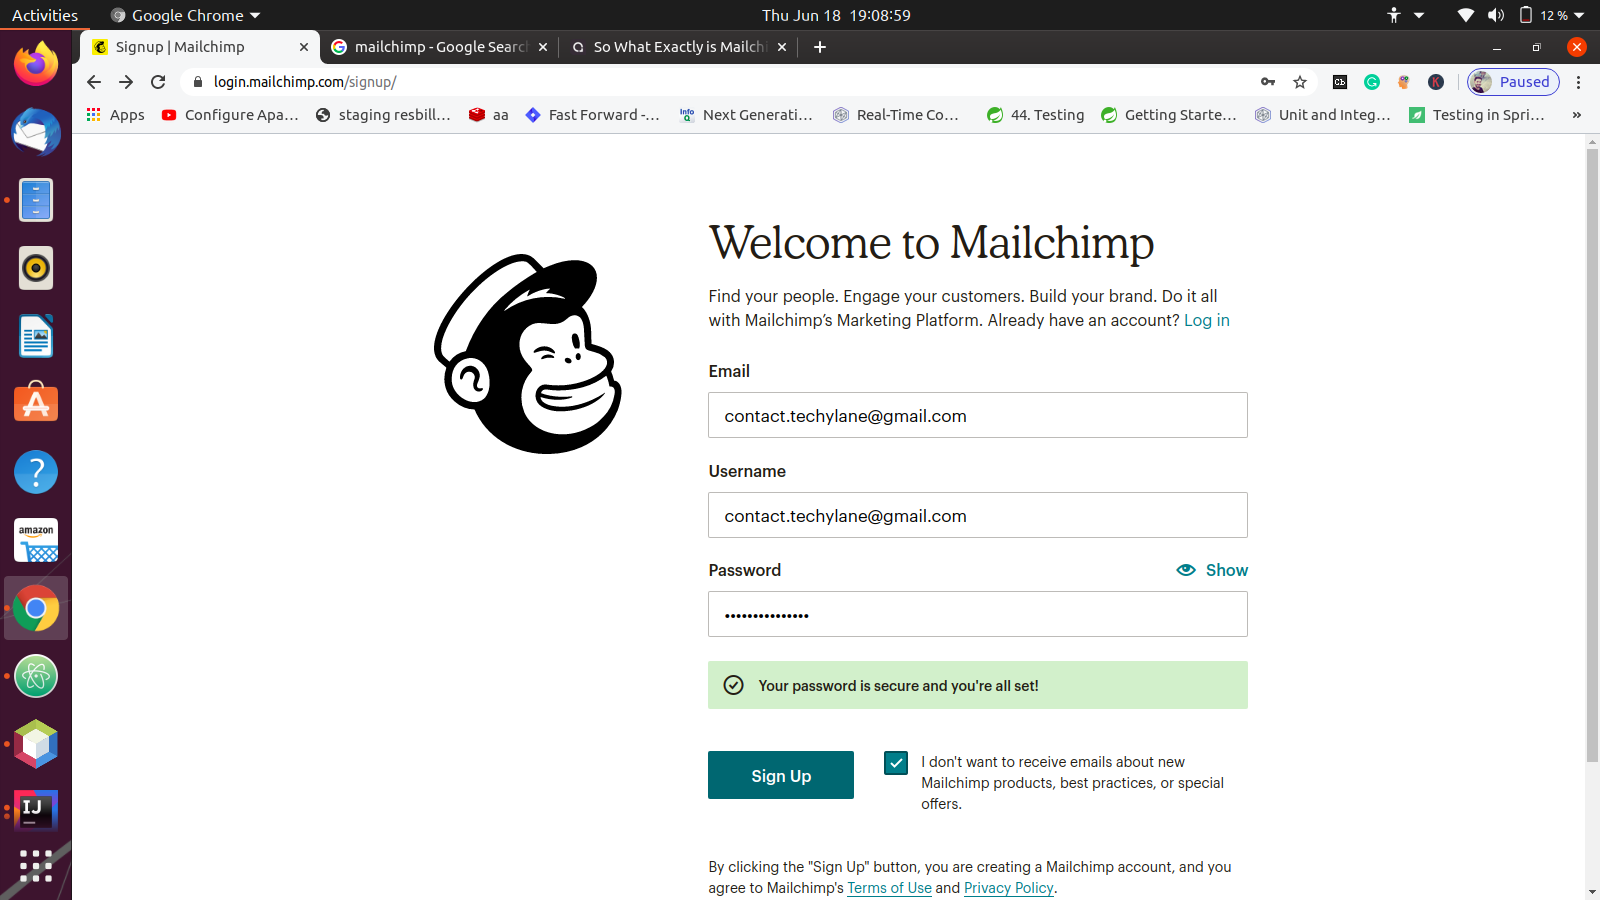 Activities
Google Chrome
Thu Jun 18 19:08:59
12 %
Signup | Mailchimp
mailchimp - Google Searc
So What Exactly is Mailchi
login.mailchimp.com/signup/
Paused
Apps
Configure Apa...
staging resbill...
aa
Fast Forward -...
Next Generati...
Real-Time Co...
44. Testing
Getting Starte...
Unit and Integ...
Testing in Spri...
»
Welcome to Mailchimp
Find your people. Engage your customers. Build your brand. Do it all
with Mailchimp’s Marketing Platform. Already have an account? Log in
Email
contact.techylane@gmail.com
Username
contact.techylane@gmail.com
Password
Show
•••••••••••••••
Your password is secure and you're all set!
Sign Up
I don't want to receive emails about new
Mailchimp products, best practices, or special
offers.
By clicking the "Sign Up" button, you are creating a Mailchimp account, and you
agree to Mailchimp's Terms of Use and Privacy Policy.
amazon
IJ